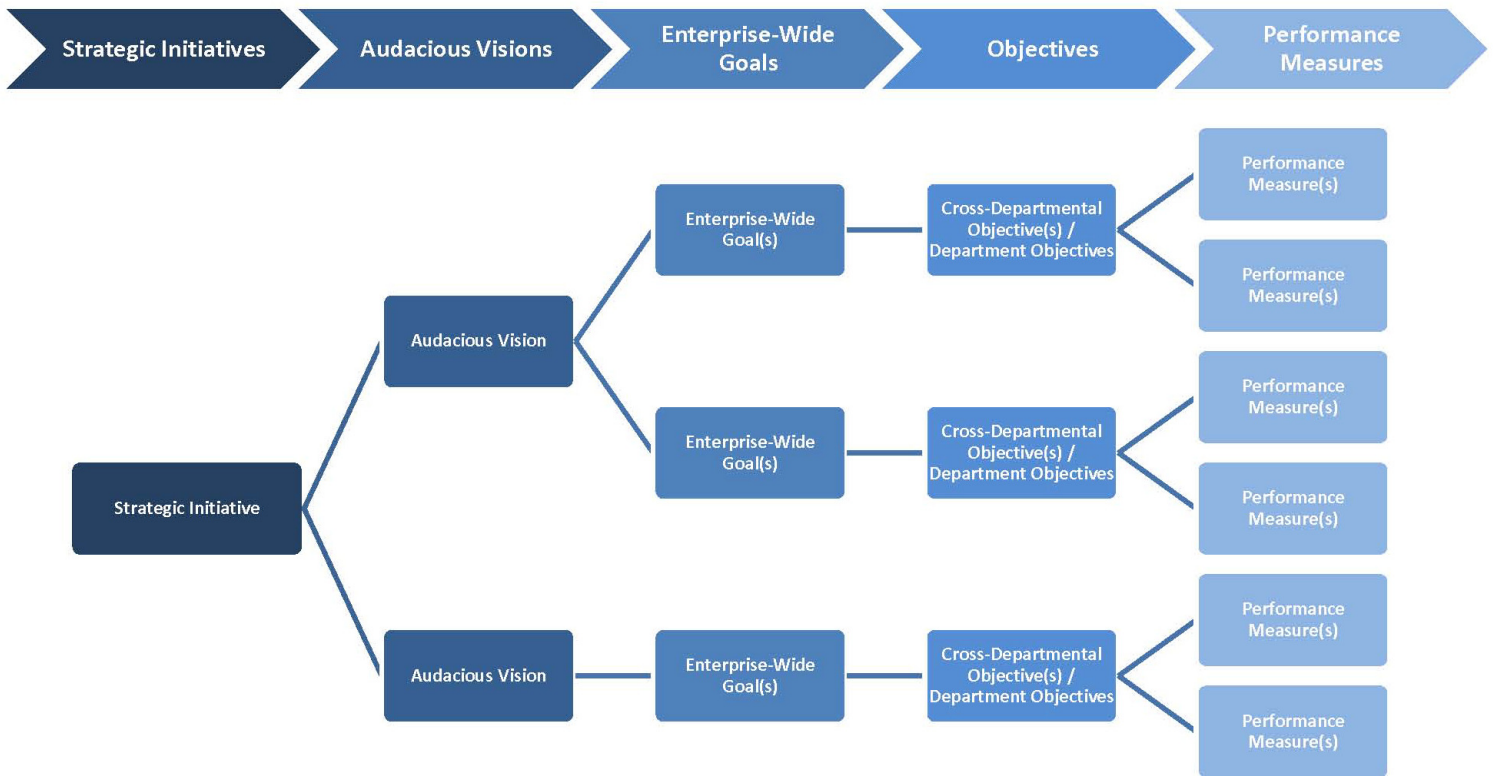 Strategic Initiatives
Audacious Visions
Enterprise-Wide
Goals
Objectives
Performance
Measures
Strategic Initiative
Audacious Vision
Enterprise-Wide
Goal(s)
Cross-Departmental
Objective(s) /
Department Objectives
Performance
Measure(s)
Performance
Measure(s)
Enterprise-Wide
Goal(s)
Cross-Departmental
Objective(s) /
Department Objectives
Performance
Measure(s)
Performance
Measure(s)
Audacious Vision
Enterprise-Wide
Goal(s)
Cross-Departmental
Objective(s) /
Department Objectives
Performance
Measure(s)
Performance
Measure(s)